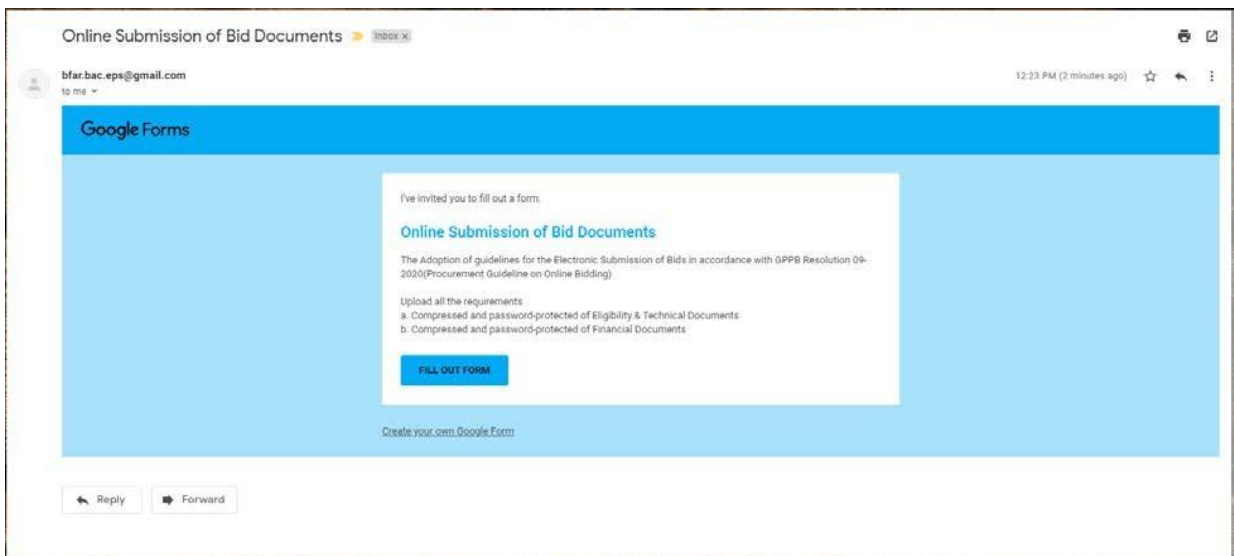 Online Submission of Bid Documents Inbox x
bfar.bac.eps@gmail.com 12:23 PM (2 minutes ago)
to me
Google Forms
I've invited you to fill out a form:
Online Submission of Bid Documents
The Adoption of guidelines for the Electronic Submission of Bids in accordance with GPPB Resolution 09-
2020(Procurement Guideline on Online Bidding)
Upload all the requirements
a. Compressed and password-protected of Eligibility & Technical Documents
b. Compressed and password-protected of Financial Documents
FILL OUT FORM
Create your own Google Form
Reply Forward